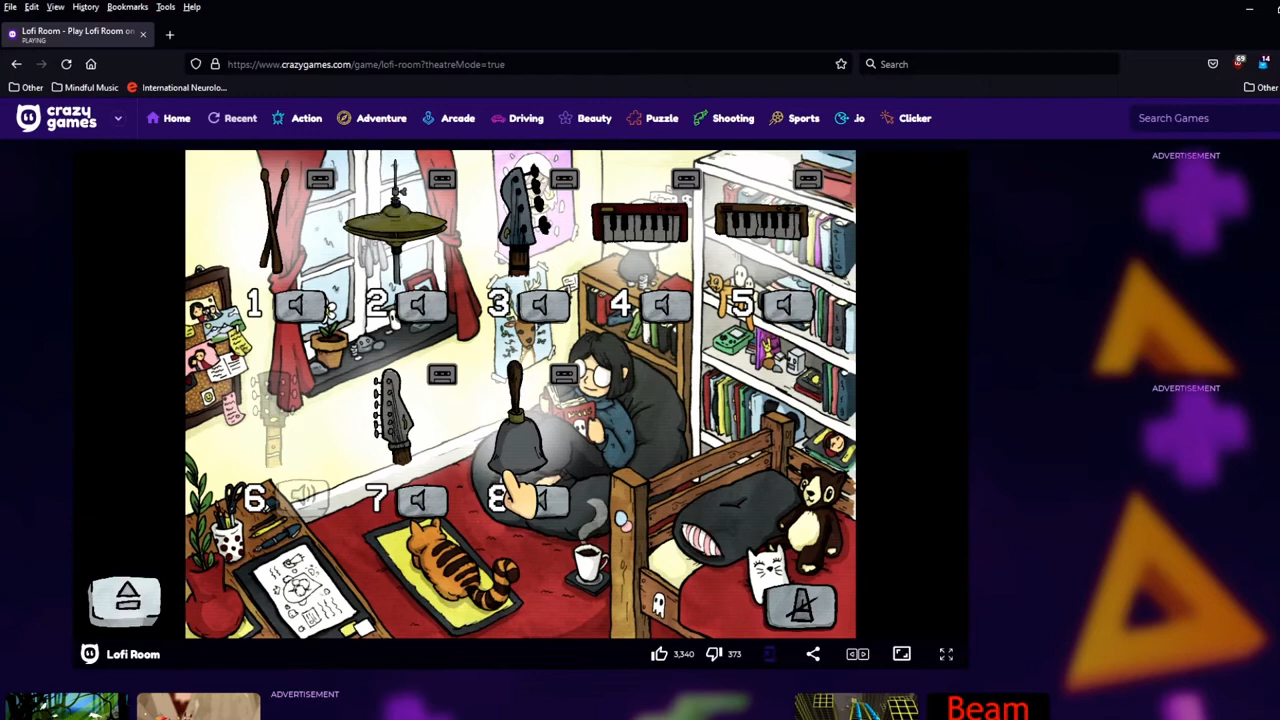 File Edit View History Bookmarks Tools Help
Lofi Room - Play Lofi Room on
PLAYING
https://www.crazygames.com/game/lofi-room?theatreMode=true
Search
69
14
Other Mindful Music International Neurolo...
Other
crazy games
Home Recent Action Adventure Arcade Driving Beauty Puzzle Shooting Sports .io Clicker
Search Games
ADVERTISEMENT
1 2 3 4 5
ADVERTISEMENT
6 7 8
Lofi Room
3,340 373
ADVERTISEMENT
Beam